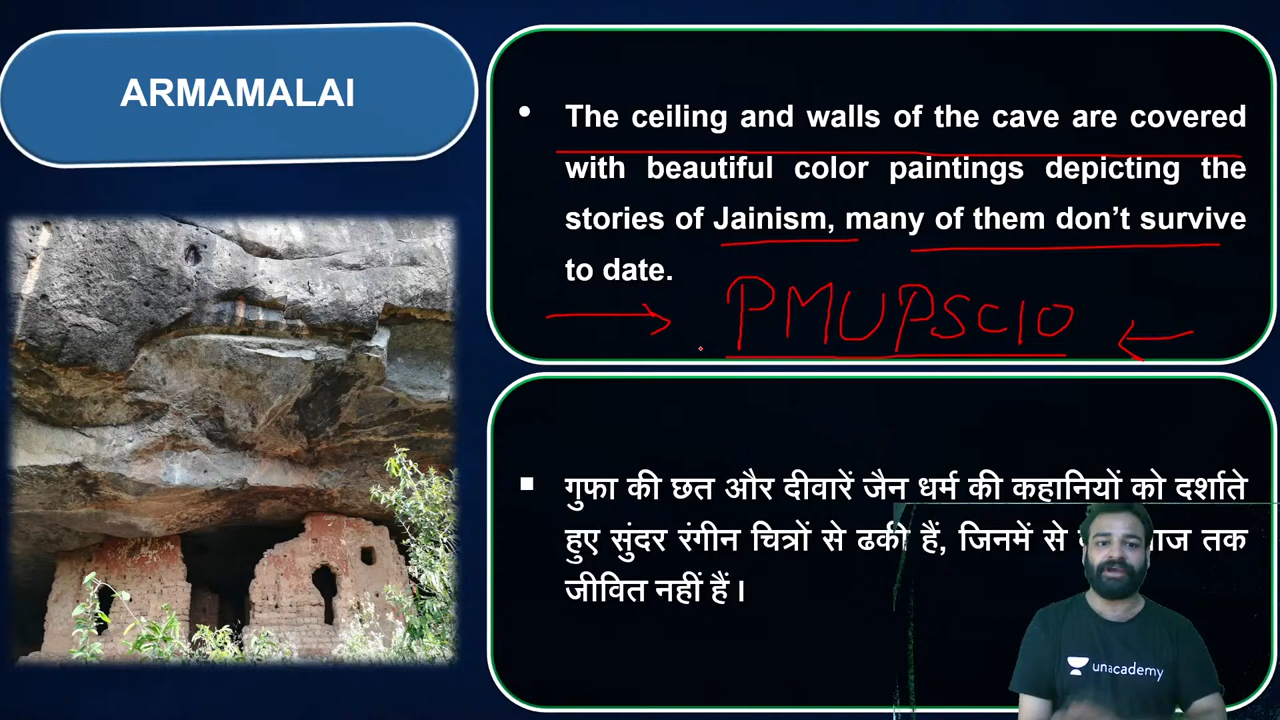 ARMAMALAI
• The ceiling and walls of the cave are covered
with beautiful color paintings depicting the
stories of Jainism, many of them don’t survive
to date.
PMUPSC10
▪ गुफा की छत और दीवारें जैन धर्म की कहानियों को दर्शाते
हुए सुंदर रंगीन चित्रों से ढकी हैं, जिनमें से तक
जीवित नहीं हैं ।
unacademy